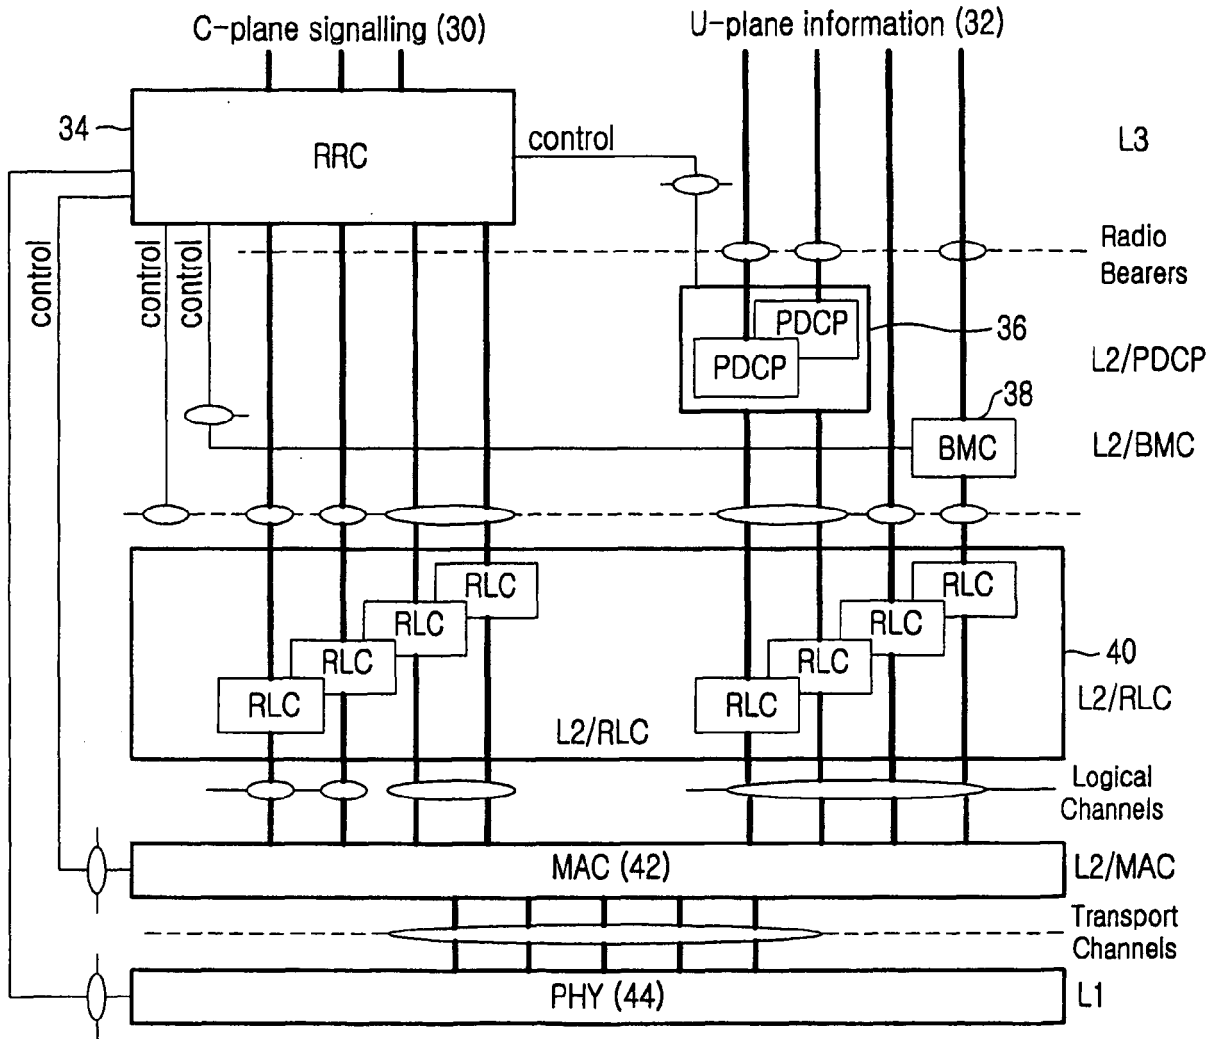 C-plane signalling (30)
U-plane information (32)
34
RRC
control
L3
control
control
control
Radio
Bearers
PDCP
36
PDCP
L2/PDCP
38
BMC
L2/BMC
RLC
RLC
RLC
RLC
RLC
RLC
RLC
RLC
40
L2/RLC
L2/RLC
Logical
Channels
MAC (42)
L2/MAC
Transport
Channels
PHY (44)
L1